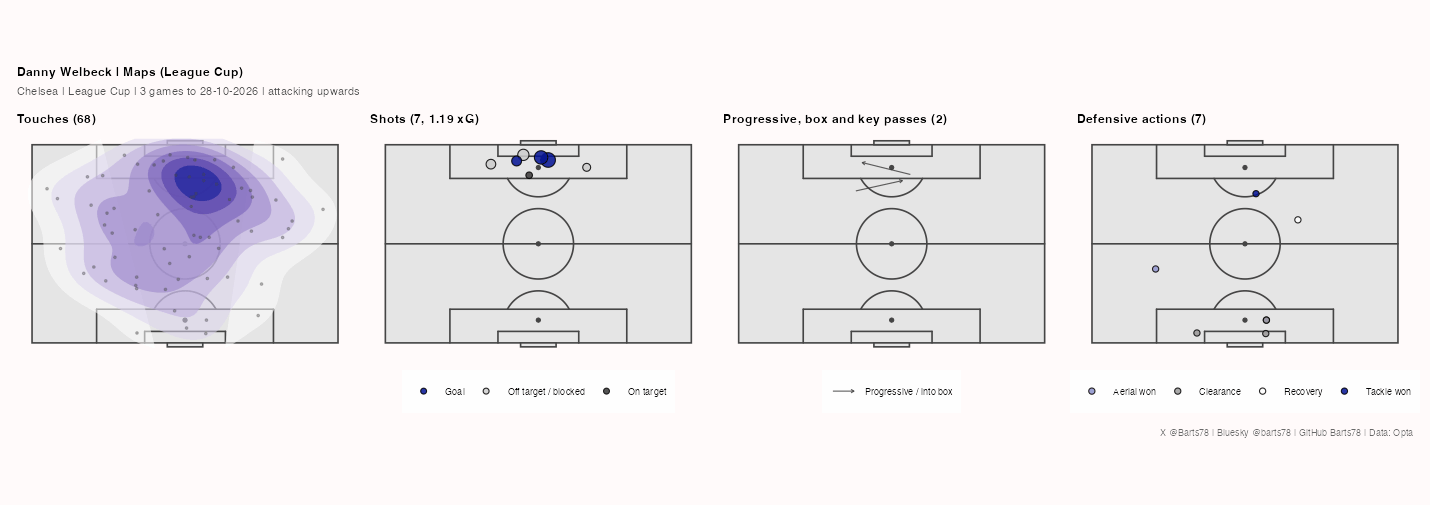 Danny Welbeck | Maps (League Cup)
Chelsea | League Cup | 3 games to 28-10-2026 | attacking upwards
Touches (68)
Shots (7, 1.19 xG)
Progressive, box and key passes (2)
Defensive actions (7)
Goal
Off target / blocked
On target
Progressive / into box
Aerial won
Clearance
Recovery
Tackle won
X @Barts78 | Bluesky @barts78 | GitHub Barts78 | Data: Opta